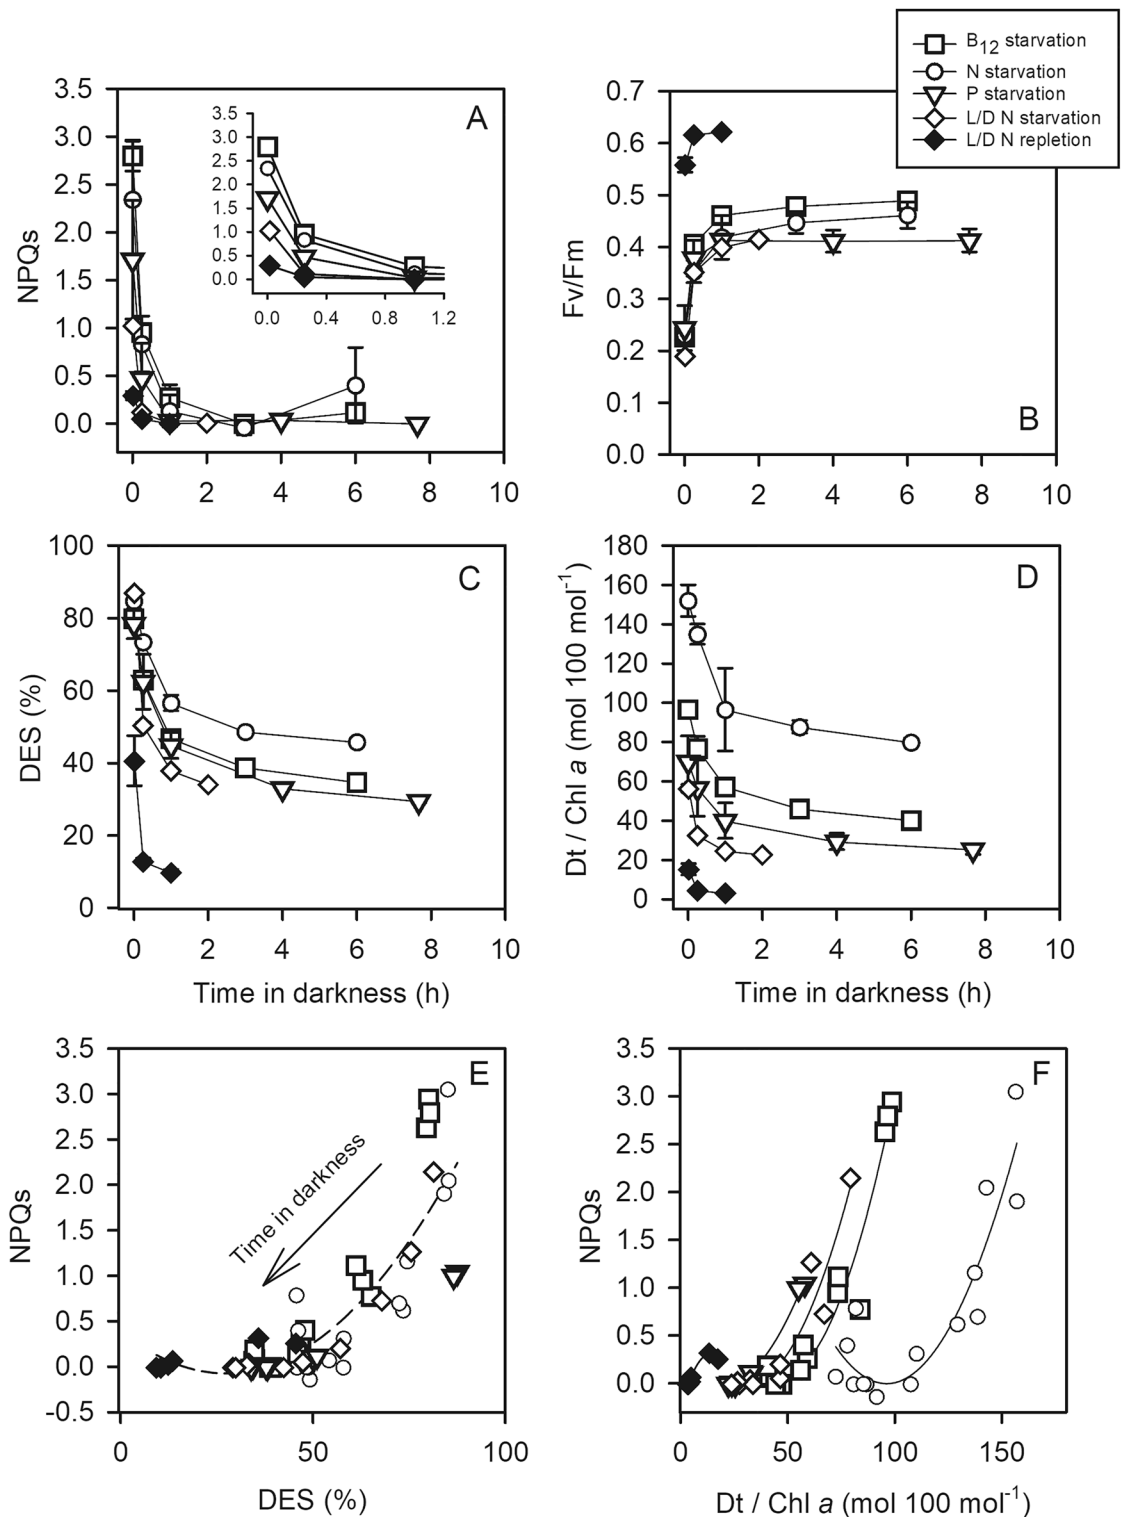 B12 starvation
N starvation
P starvation
L/D N starvation
L/D N repletion
A
NPQs
3.5
3.0
2.5
2.0
1.5
1.0
0.5
0.0
3.5
3.0
2.5
2.0
1.5
1.0
0.5
0.0
0.0 0.4 0.8 1.2
0 2 4 6 8 10
B
Fv/Fm
0.7
0.6
0.5
0.4
0.3
0.2
0.1
0.0
0 2 4 6 8 10
C
DES (%)
100
80
60
40
20
0
0 2 4 6 8 10
Time in darkness (h)
D
Dt / Chl a (mol 100 mol-1)
180
160
140
120
100
80
60
40
20
0
0 2 4 6 8 10
Time in darkness (h)
E
NPQs
3.5
3.0
2.5
2.0
1.5
1.0
0.5
0.0
-0.5
Time in darkness
0 50 100
DES (%)
F
NPQs
3.5
3.0
2.5
2.0
1.5
1.0
0.5
0.0
0 50 100 150
Dt / Chl a (mol 100 mol-1)